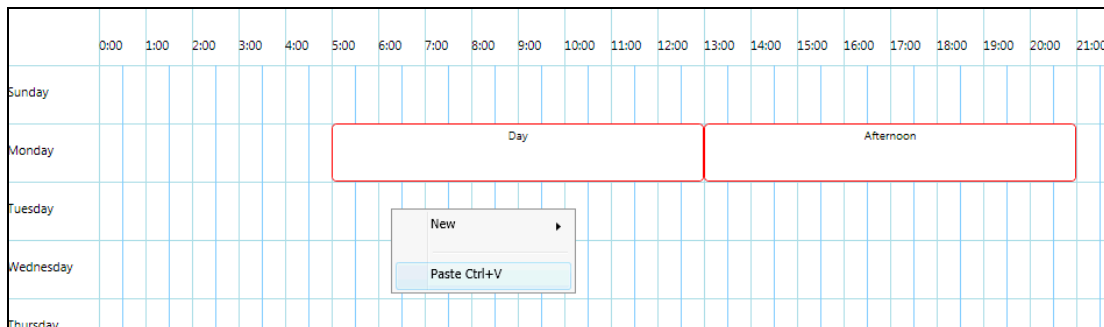 0:00 1:00 2:00 3:00 4:00 5:00 6:00 7:00 8:00 9:00 10:00 11:00 12:00 13:00 14:00 15:00 16:00 17:00 18:00 19:00 20:00 21:00
Sunday
Day Afternoon
Monday
Tuesday
New
Wednesday
Paste Ctrl+V
Thursday